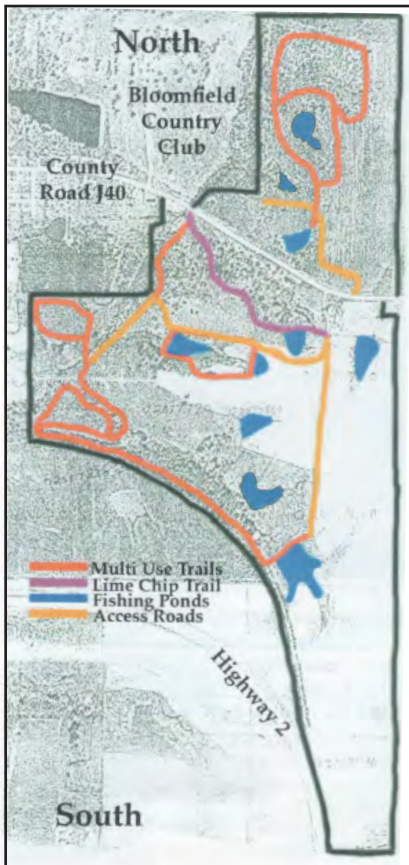 North
Bloomfield
Country
Club
County
Road J40
Multi Use Trails
Lime Chip Trail
Fishing Ponds
Access Roads
Highway 2
South